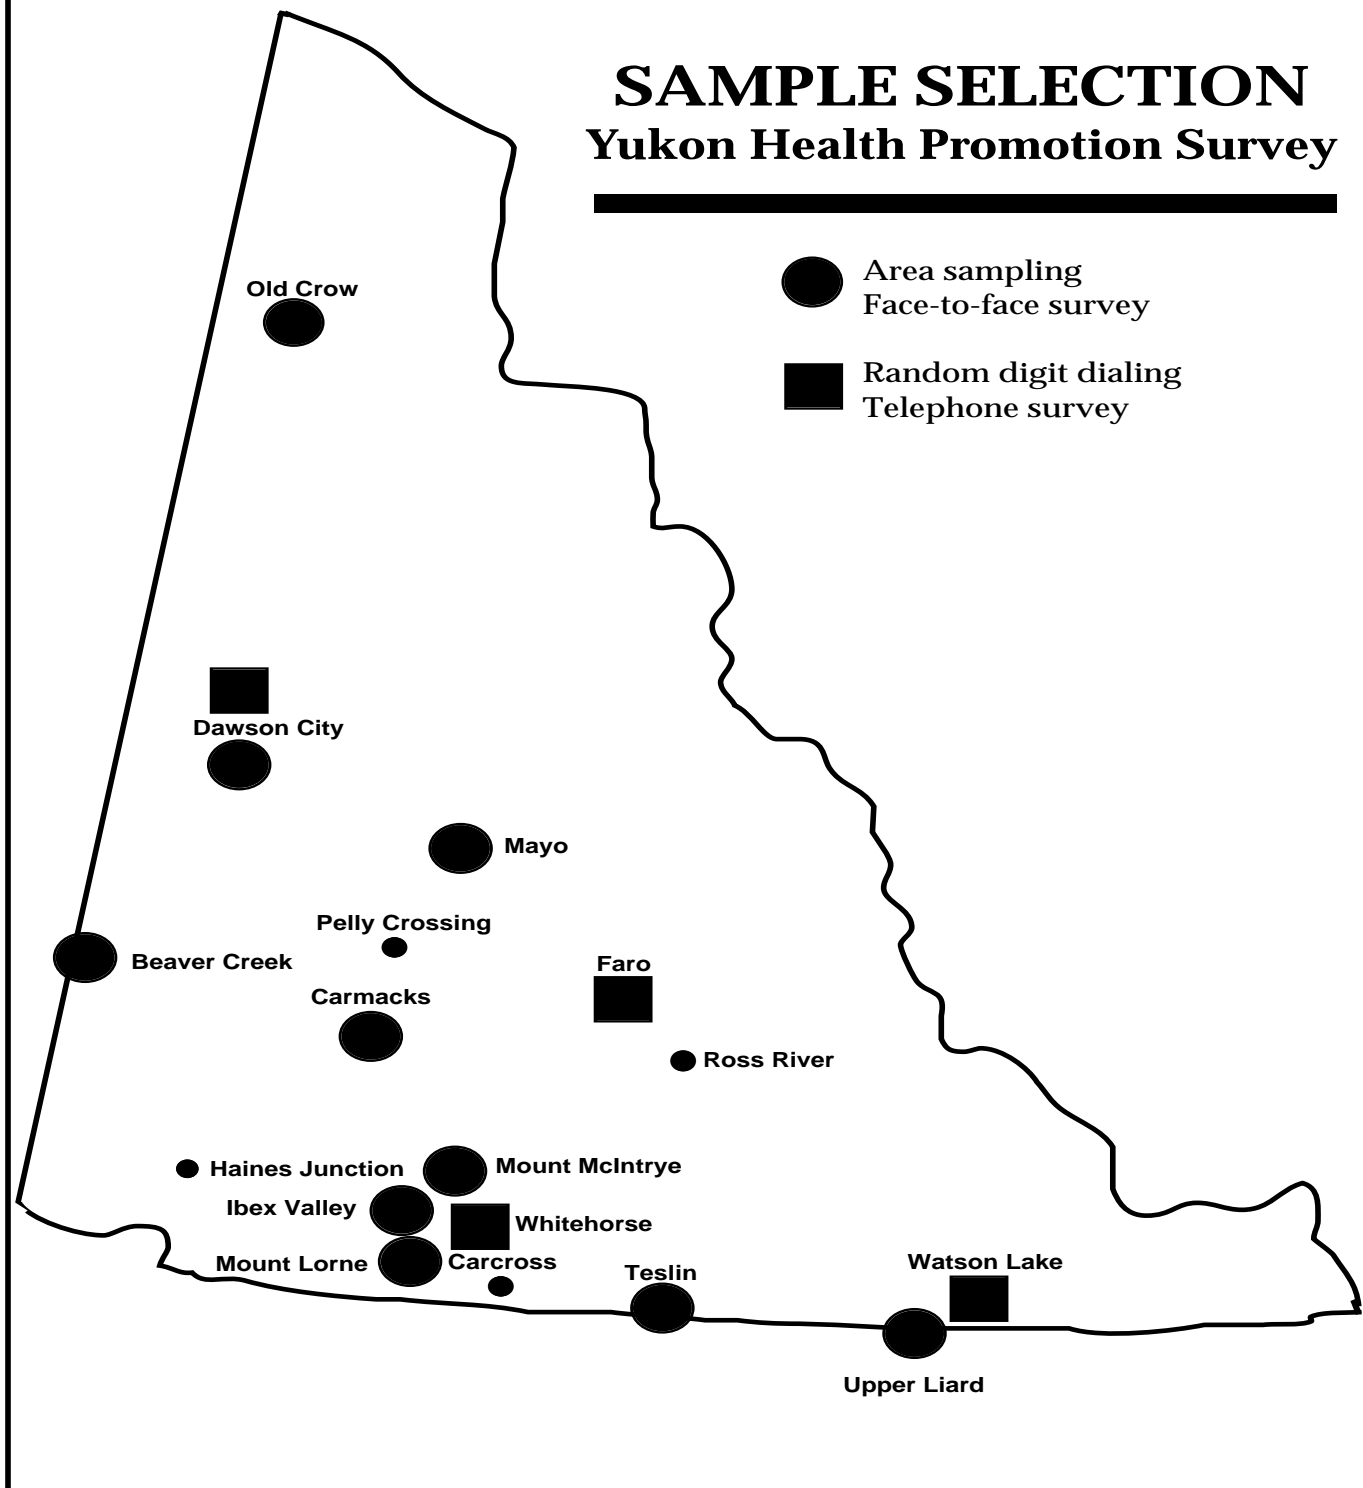 SAMPLE SELECTION
Yukon Health Promotion Survey
Area sampling
Face-to-face survey
Random digit dialing
Telephone survey
Old Crow
Dawson City
Mayo
Pelly Crossing
Beaver Creek
Faro
Carmacks
Ross River
Haines Junction
Mount McIntrye
Ibex Valley
Whitehorse
Mount Lorne
Carcross
Teslin
Watson Lake
Upper Liard